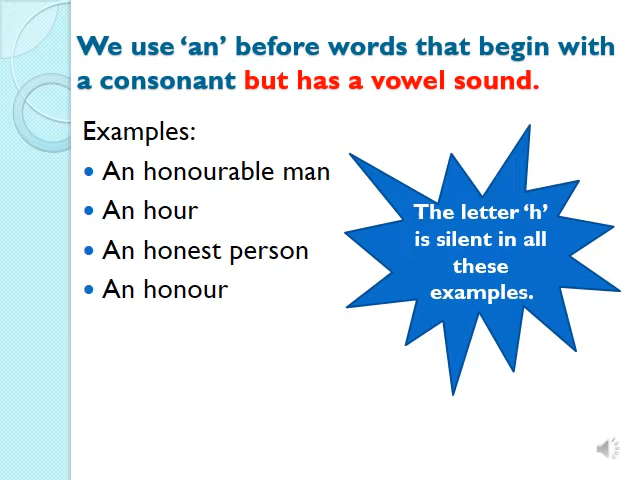 We use ‘an’ before words that begin with
a consonant but has a vowel sound.
Examples:
• An honourable man
• An hour
• An honest person
• An honour
The letter ‘h’
is silent in all
these
examples.